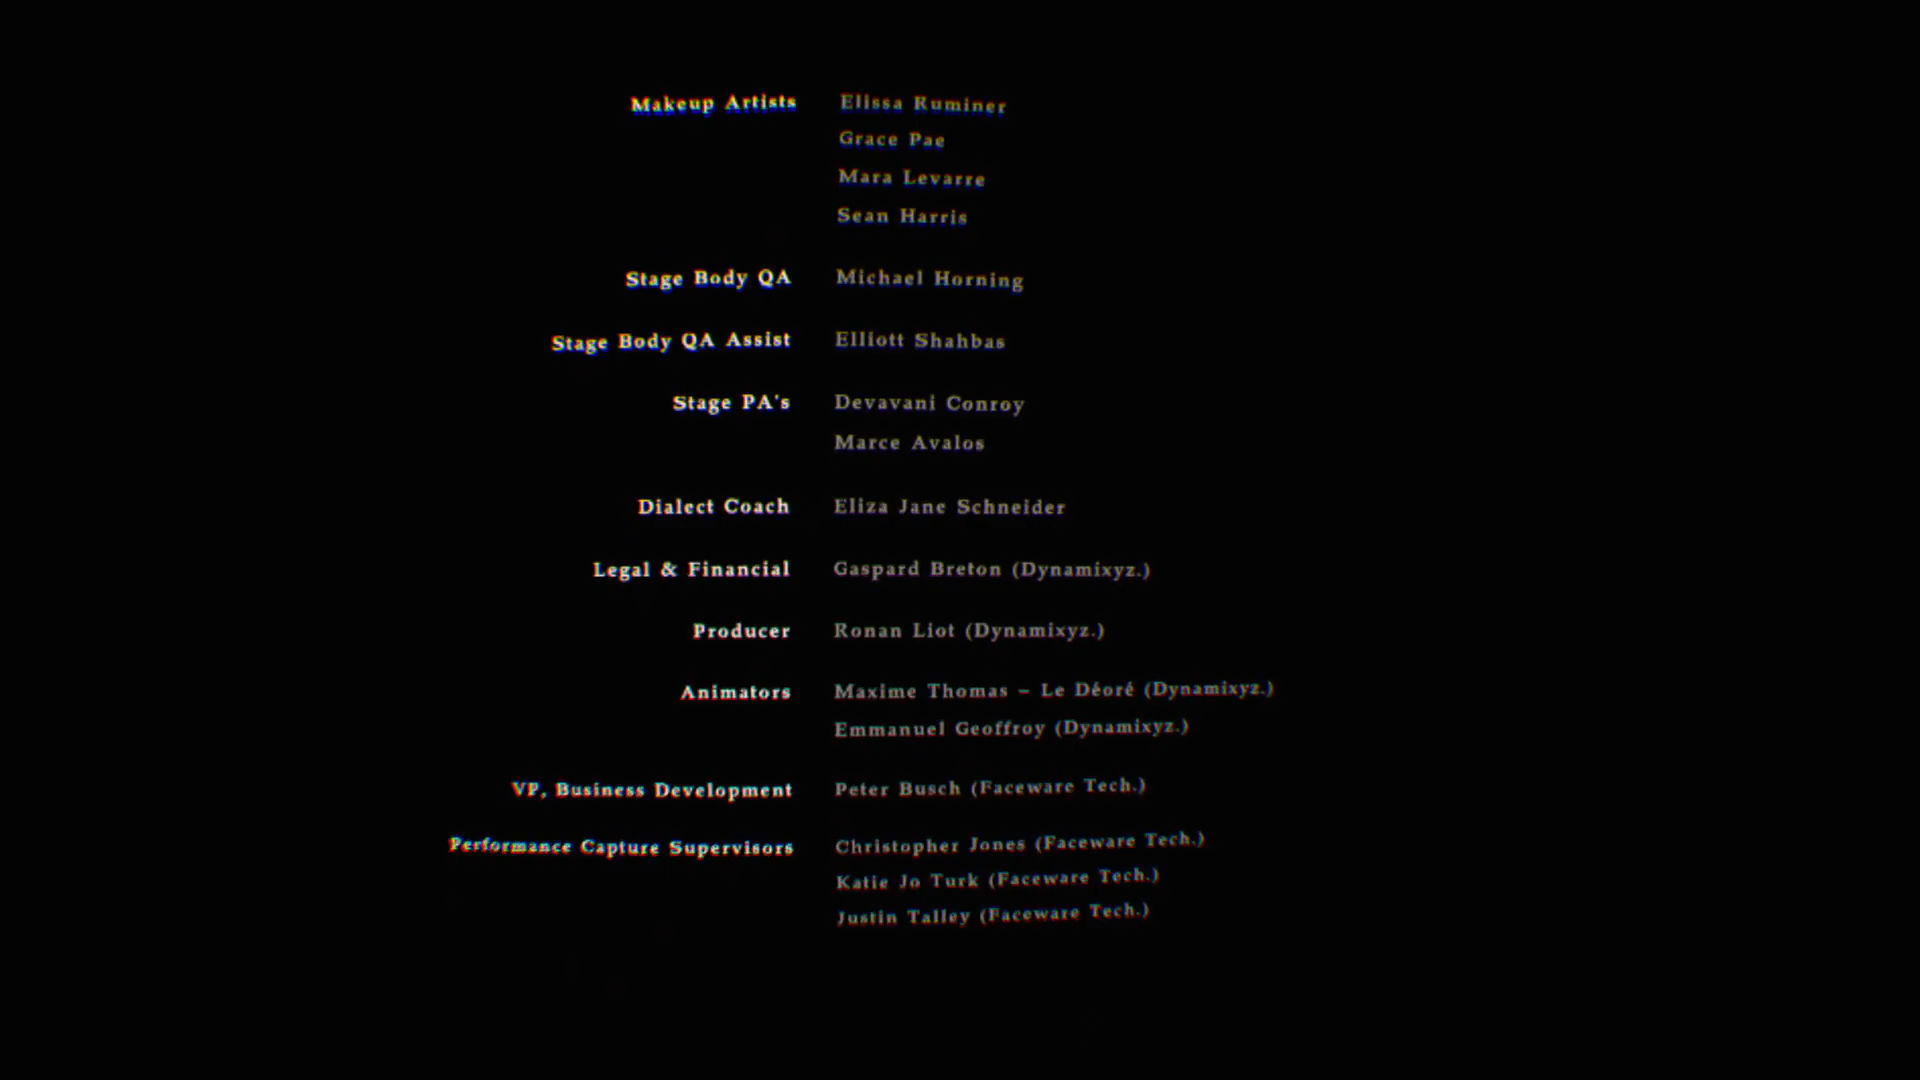 Makeup Artists Elissa Ruminer
Grace Pae
Mara Levarre
Sean Harris
Stage Body QA Michael Horning
Stage Body QA Assist Elliott Shahbas
Stage PA's Devavani Conroy
Marce Avalos
Dialect Coach Eliza Jane Schneider
Legal & Financial Gaspard Breton (Dynamixyz.)
Producer Ronan Liot (Dynamixyz.)
Animators Maxime Thomas – Le Déoré (Dynamixyz.)
Emmanuel Geoffroy (Dynamixyz.)
VP, Business Development Peter Busch (Faceware Tech.)
Performance Capture Supervisors Christopher Jones (Faceware Tech.)
Katie Jo Turk (Faceware Tech.)
Justin Talley (Faceware Tech.)